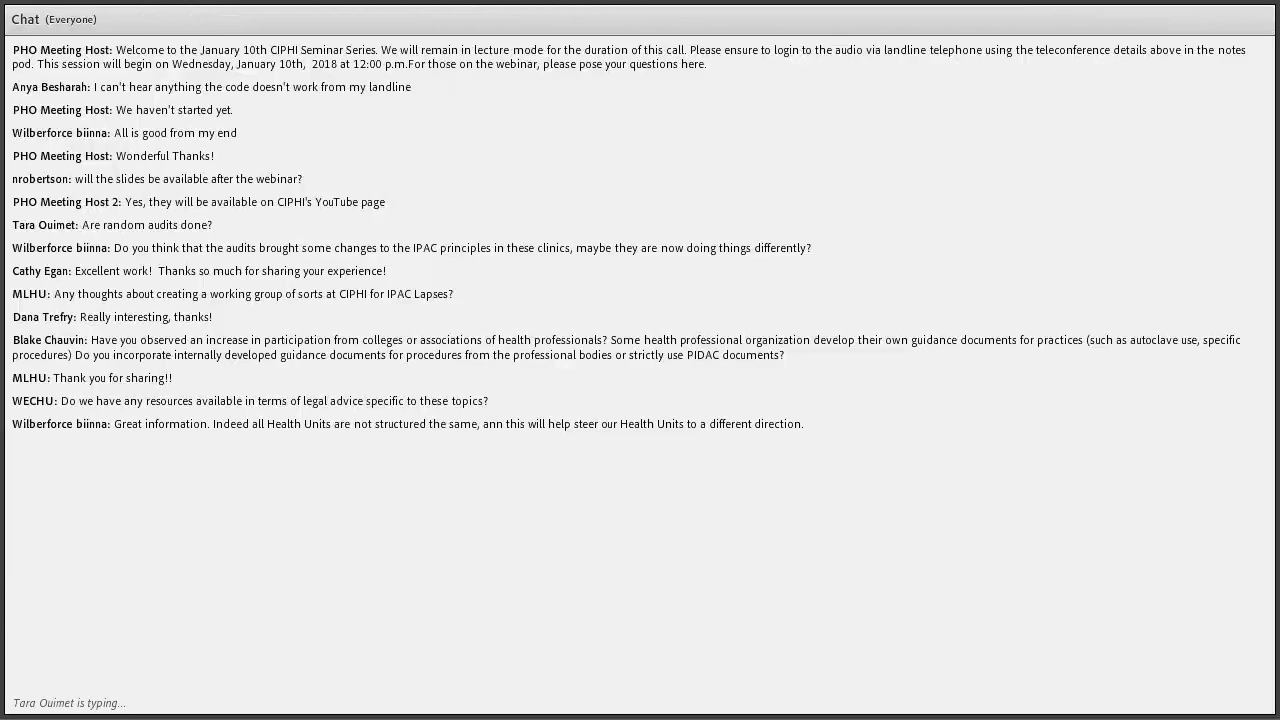 Chat (Everyone)
PHO Meeting Host: Welcome to the January 10th CIPHI Seminar Series. We will remain in lecture mode for the duration of this call. Please ensure to login to the audio via landline telephone using the teleconference details above in the notes
pod. This session will begin on Wednesday, January 10th,  2018 at 12:00 p.m.For those on the webinar, please pose your questions here.
Anya Besharah: I can't hear anything the code doesn't work from my landline
PHO Meeting Host: We haven't started yet.
Wilberforce biinna: All is good from my end
PHO Meeting Host: Wonderful Thanks!
nrobertson: will the slides be available after the webinar?
PHO Meeting Host 2: Yes, they will be available on CIPHI's YouTube page
Tara Ouimet: Are random audits done?
Wilberforce biinna: Do you think that the audits brought some changes to the IPAC principles in these clinics, maybe they are now doing things differently?
Cathy Egan: Excellent work!  Thanks so much for sharing your experience!
MLHU: Any thoughts about creating a working group of sorts at CIPHI for IPAC Lapses?
Dana Trefry: Really interesting, thanks!
Blake Chauvin: Have you observed an increase in participation from colleges or associations of health professionals? Some health professional organization develop their own guidance documents for practices (such as autoclave use, specific
procedures) Do you incorporate internally developed guidance documents for procedures from the professional bodies or strictly use PIDAC documents?
MLHU: Thank you for sharing!!
WECHU: Do we have any resources available in terms of legal advice specific to these topics?
Wilberforce biinna: Great information. Indeed all Health Units are not structured the same, ann this will help steer our Health Units to a different direction.
Tara Ouimet is typing...